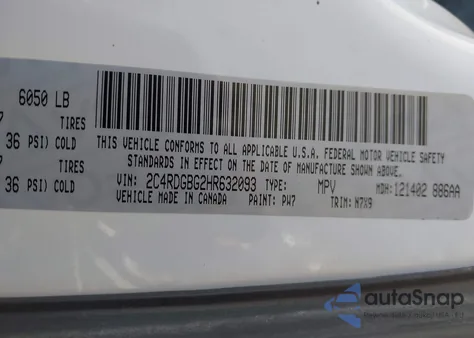 6050 LB
TIRES
36 PSI) COLD
TIRES
36 PSI) COLD
THIS VEHICLE CONFORMS TO ALL APPLICABLE U.S.A. FEDERAL MOTOR VEHICLE SAFETY
STANDARDS IN EFFECT ON THE DATE OF MANUFACTURE SHOWN ABOVE.
VIN: 2C4RDGBG2HR632093 TYPE: MPV MDH:121402 886AA
VEHICLE MADE IN CANADA PAINT: PW7 TRIM: N7X9
autoSnap